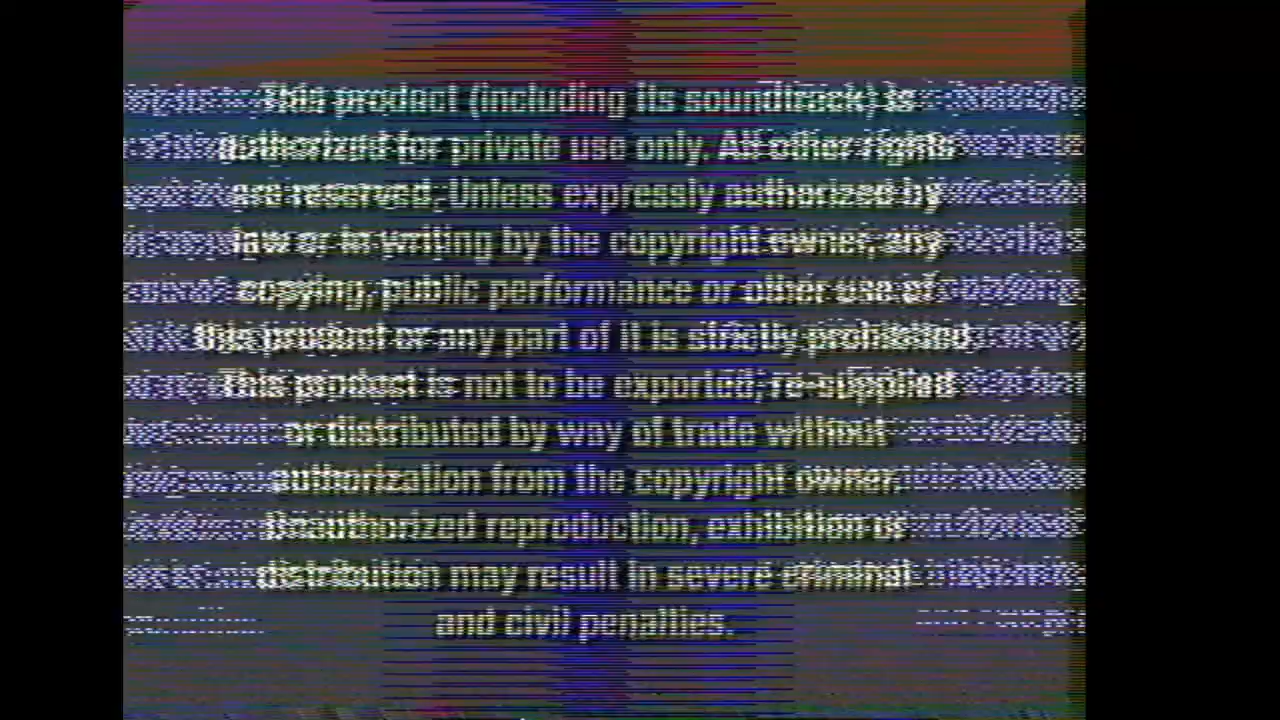 This product (including its soundtrack) is
authorized for private use only. All other rights
are reserved. Unless expressly authorized by
law or in writing by the copyright owner, any
copying, public performance or other use of
this product or any part of it is strictly prohibited.
This product is not to be exported, re-supplied
or distributed by way of trade without
authorization from the copyright owner.
Unauthorized reproduction, exhibition or
distribution may result in severe criminal
and civil penalties.